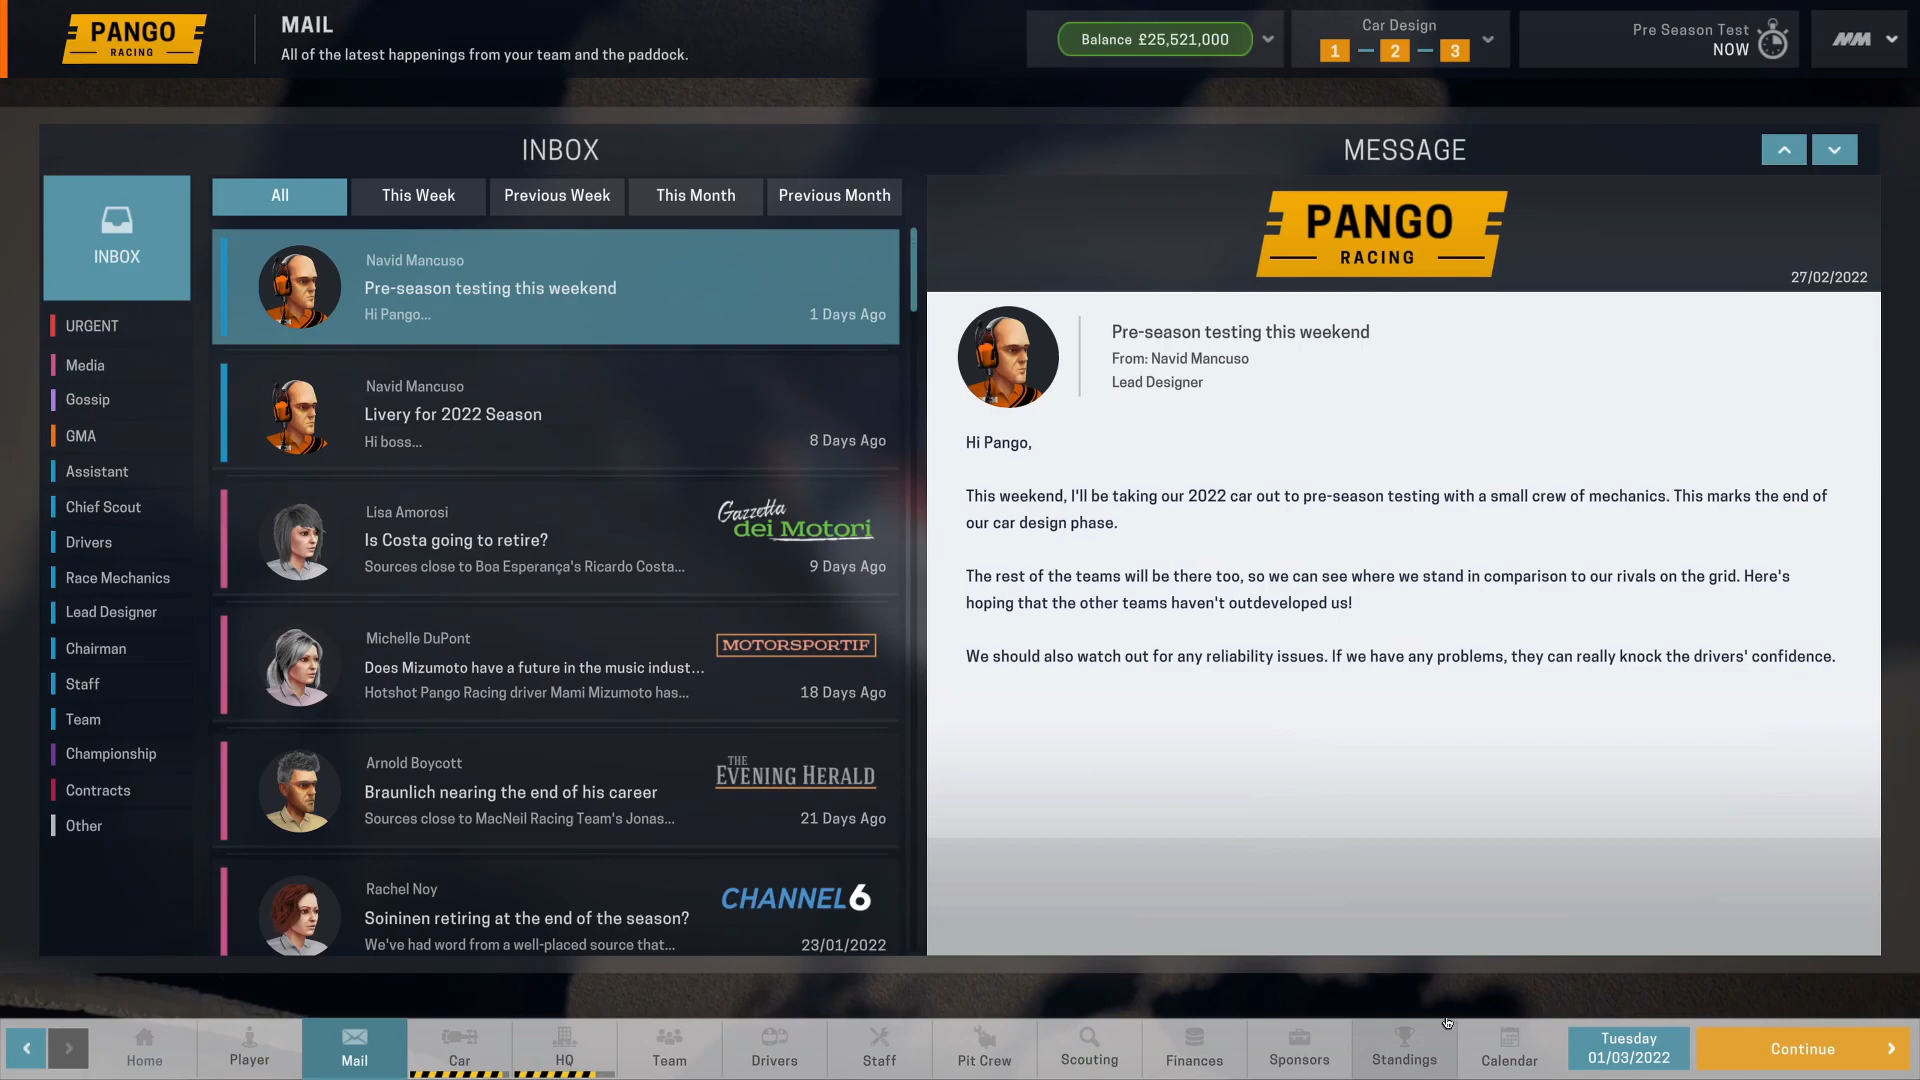 PANGO
RACING
MAIL
All of the latest happenings from your team and the paddock.
Balance £25,521,000
Car Design
1 2 3
Pre Season Test
NOW
INBOX
MESSAGE
INBOX
URGENT
Media
Gossip
GMA
Assistant
Chief Scout
Drivers
Race Mechanics
Lead Designer
Chairman
Staff
Team
Championship
Contracts
Other
All
This Week
Previous Week
This Month
Previous Month
Navid Mancuso
Pre-season testing this weekend
Hi Pango...
1 Days Ago
Navid Mancuso
Livery for 2022 Season
Hi boss...
8 Days Ago
Lisa Amorosi
Is Costa going to retire?
Sources close to Boa Esperança's Ricardo Costa...
Gazzetta
dei Motori
9 Days Ago
Michelle DuPont
Does Mizumoto have a future in the music indust...
Hotshot Pango Racing driver Mami Mizumoto has...
MOTORSPORTIF
18 Days Ago
Arnold Boycott
Braunlich nearing the end of his career
Sources close to MacNeil Racing Team's Jonas...
THE
EVENING HERALD
21 Days Ago
Rachel Noy
Soininen retiring at the end of the season?
We've had word from a well-placed source that...
CHANNEL6
23/01/2022
PANGO
RACING
27/02/2022
Pre-season testing this weekend
From: Navid Mancuso
Lead Designer
Hi Pango,
This weekend, I'll be taking our 2022 car out to pre-season testing with a small crew of mechanics. This marks the end of
our car design phase.
The rest of the teams will be there too, so we can see where we stand in comparison to our rivals on the grid. Here's
hoping that the other teams haven't outdeveloped us!
We should also watch out for any reliability issues. If we have any problems, they can really knock the drivers' confidence.
Home
Player
Mail
Car
HQ
Team
Drivers
Staff
Pit Crew
Scouting
Finances
Sponsors
Standings
Calendar
Tuesday
01/03/2022
Continue